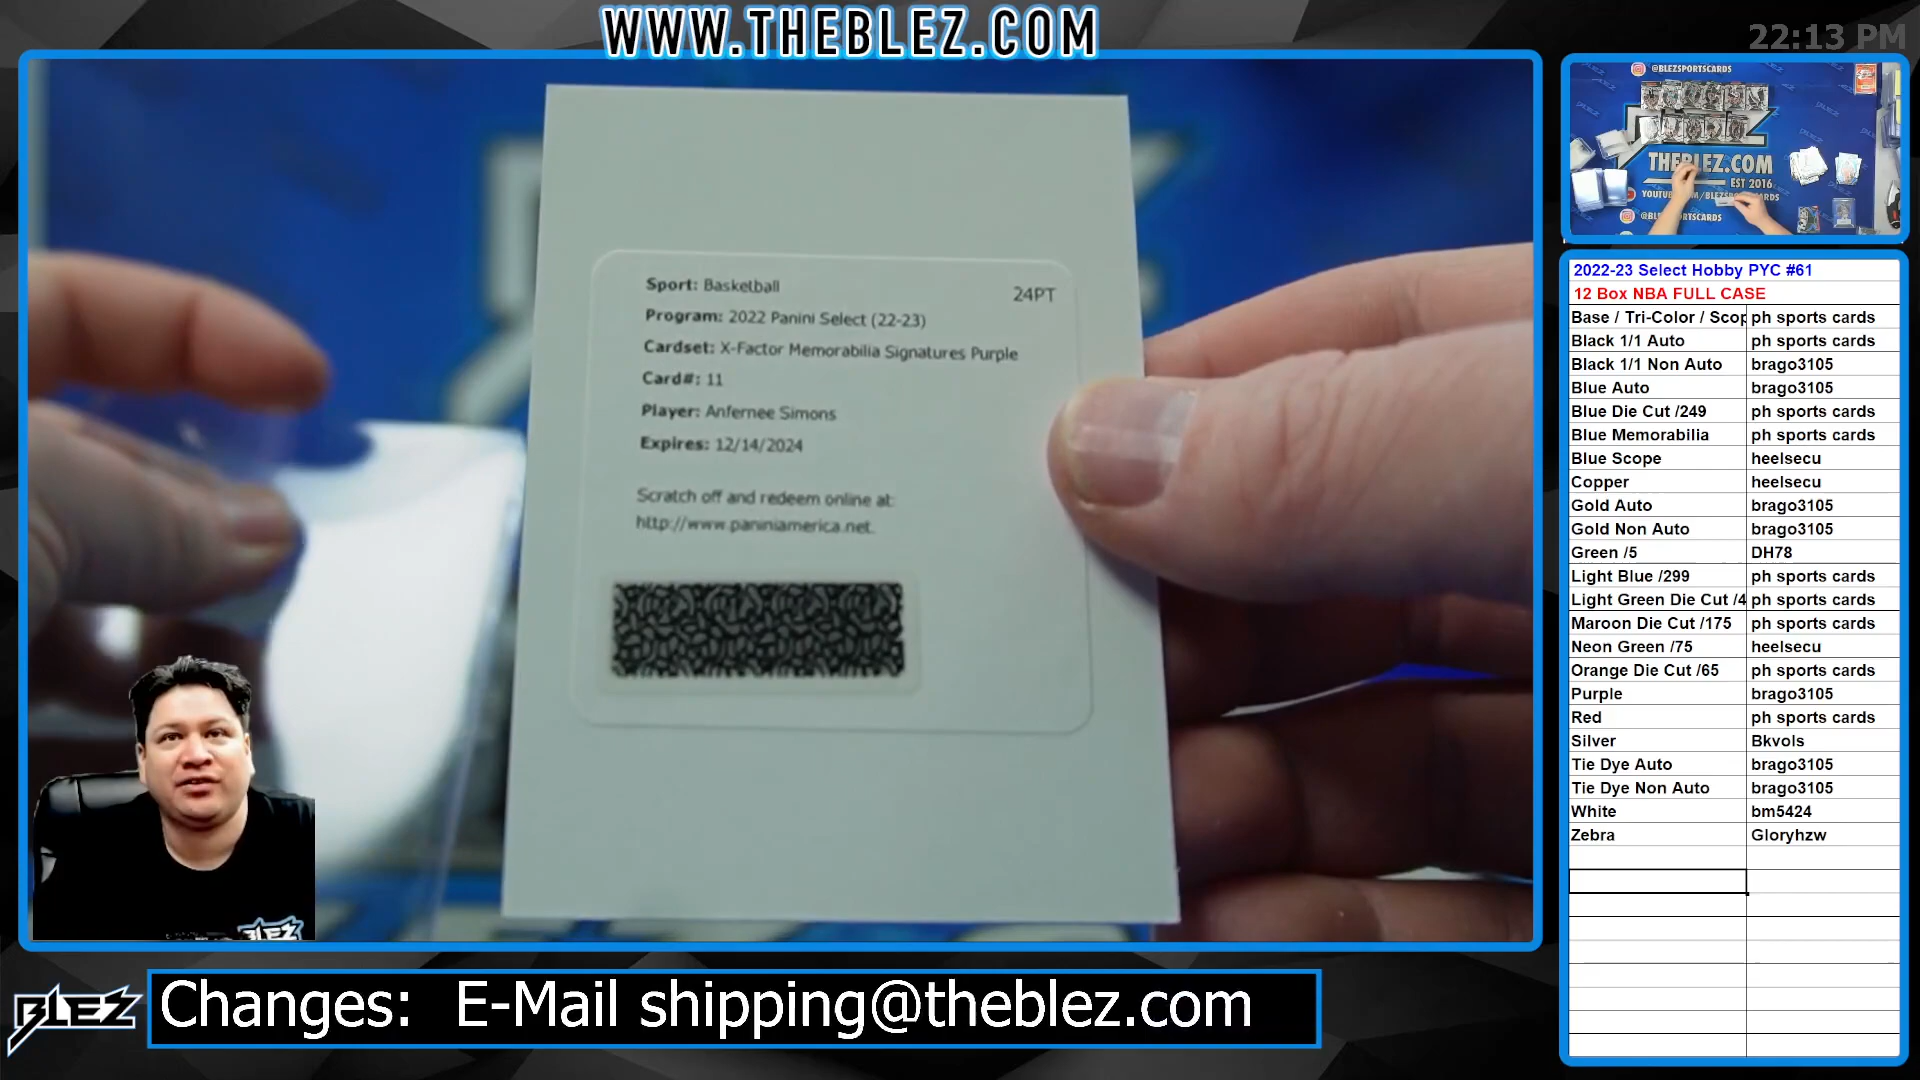 WWW.THEBLEZ.COM
22:13 PM
Sport: Basketball
24PT
Program: 2022 Panini Select (22-23)
Cardset: X-Factor Memorabilia Signatures Purple
Card#: 11
Player: Anfernee Simons
Expires: 12/14/2024
Scratch off and redeem online at:
http://www.paniniamerica.net.
@BLEZSPORTSCARDS
THEBLEZ.COM
EST 2016
2022-23 Select Hobby PYC #61
12 Box NBA FULL CASE
Base / Tri-Color / Scop ph sports cards
Black 1/1 Auto ph sports cards
Black 1/1 Non Auto brago3105
Blue Auto brago3105
Blue Die Cut /249 ph sports cards
Blue Memorabilia ph sports cards
Blue Scope heelsecu
Copper heelsecu
Gold Auto brago3105
Gold Non Auto brago3105
Green /5 DH78
Light Blue /299 ph sports cards
Light Green Die Cut /4 ph sports cards
Maroon Die Cut /175 ph sports cards
Neon Green /75 heelsecu
Orange Die Cut /65 ph sports cards
Purple brago3105
Red ph sports cards
Silver Bkvols
Tie Dye Auto brago3105
Tie Dye Non Auto brago3105
White bm5424
Zebra Gloryhzw
BLEZ
BLEZ
Changes: E-Mail shipping@theblez.com